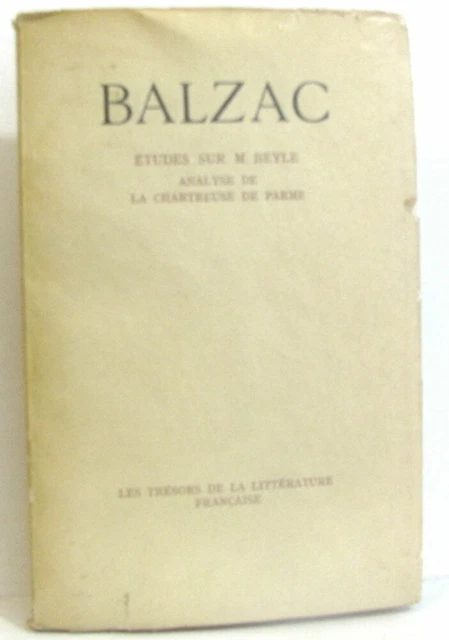 BALZAC
ÉTUDES SUR M. BEYLE
ANALYSE DE
LA CHARTREUSE DE PARME
LES TRÉSORS DE LA LITTÉRATURE
FRANÇAISE